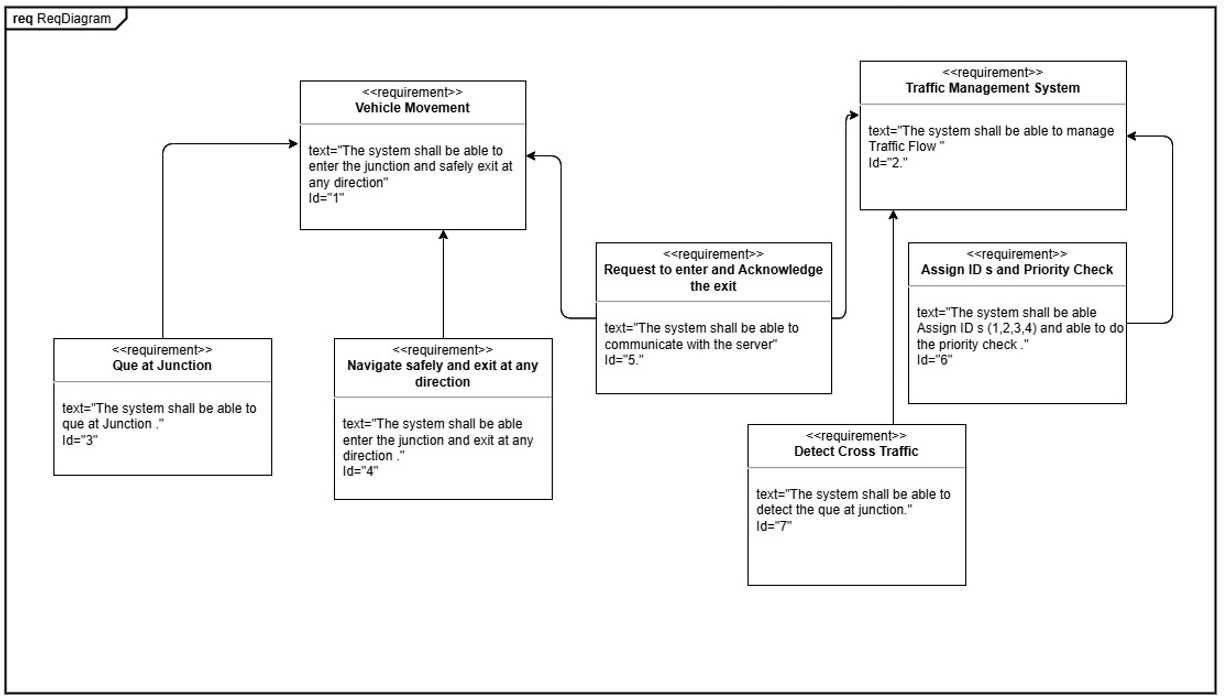 req ReqDiagram
<<requirement>>
Vehicle Movement
text="The system shall be able to
enter the junction and safely exit at
any direction"
Id="1"
<<requirement>>
Traffic Management System
text="The system shall be able to manage
Traffic Flow "
Id="2."
<<requirement>>
Request to enter and Acknowledge
the exit
text="The system shall be able to
communicate with the server"
Id="5."
<<requirement>>
Assign ID s and Priority Check
text="The system shall be able
Assign ID s (1,2,3,4) and able to do
the priority check ."
Id="6"
<<requirement>>
Que at Junction
text="The system shall be able to
que at Junction ."
Id="3"
<<requirement>>
Navigate safely and exit at any
direction
text="The system shall be able
enter the junction and exit at any
direction ."
Id="4"
<<requirement>>
Detect Cross Traffic
text="The system shall be able to
detect the que at junction."
Id="7"